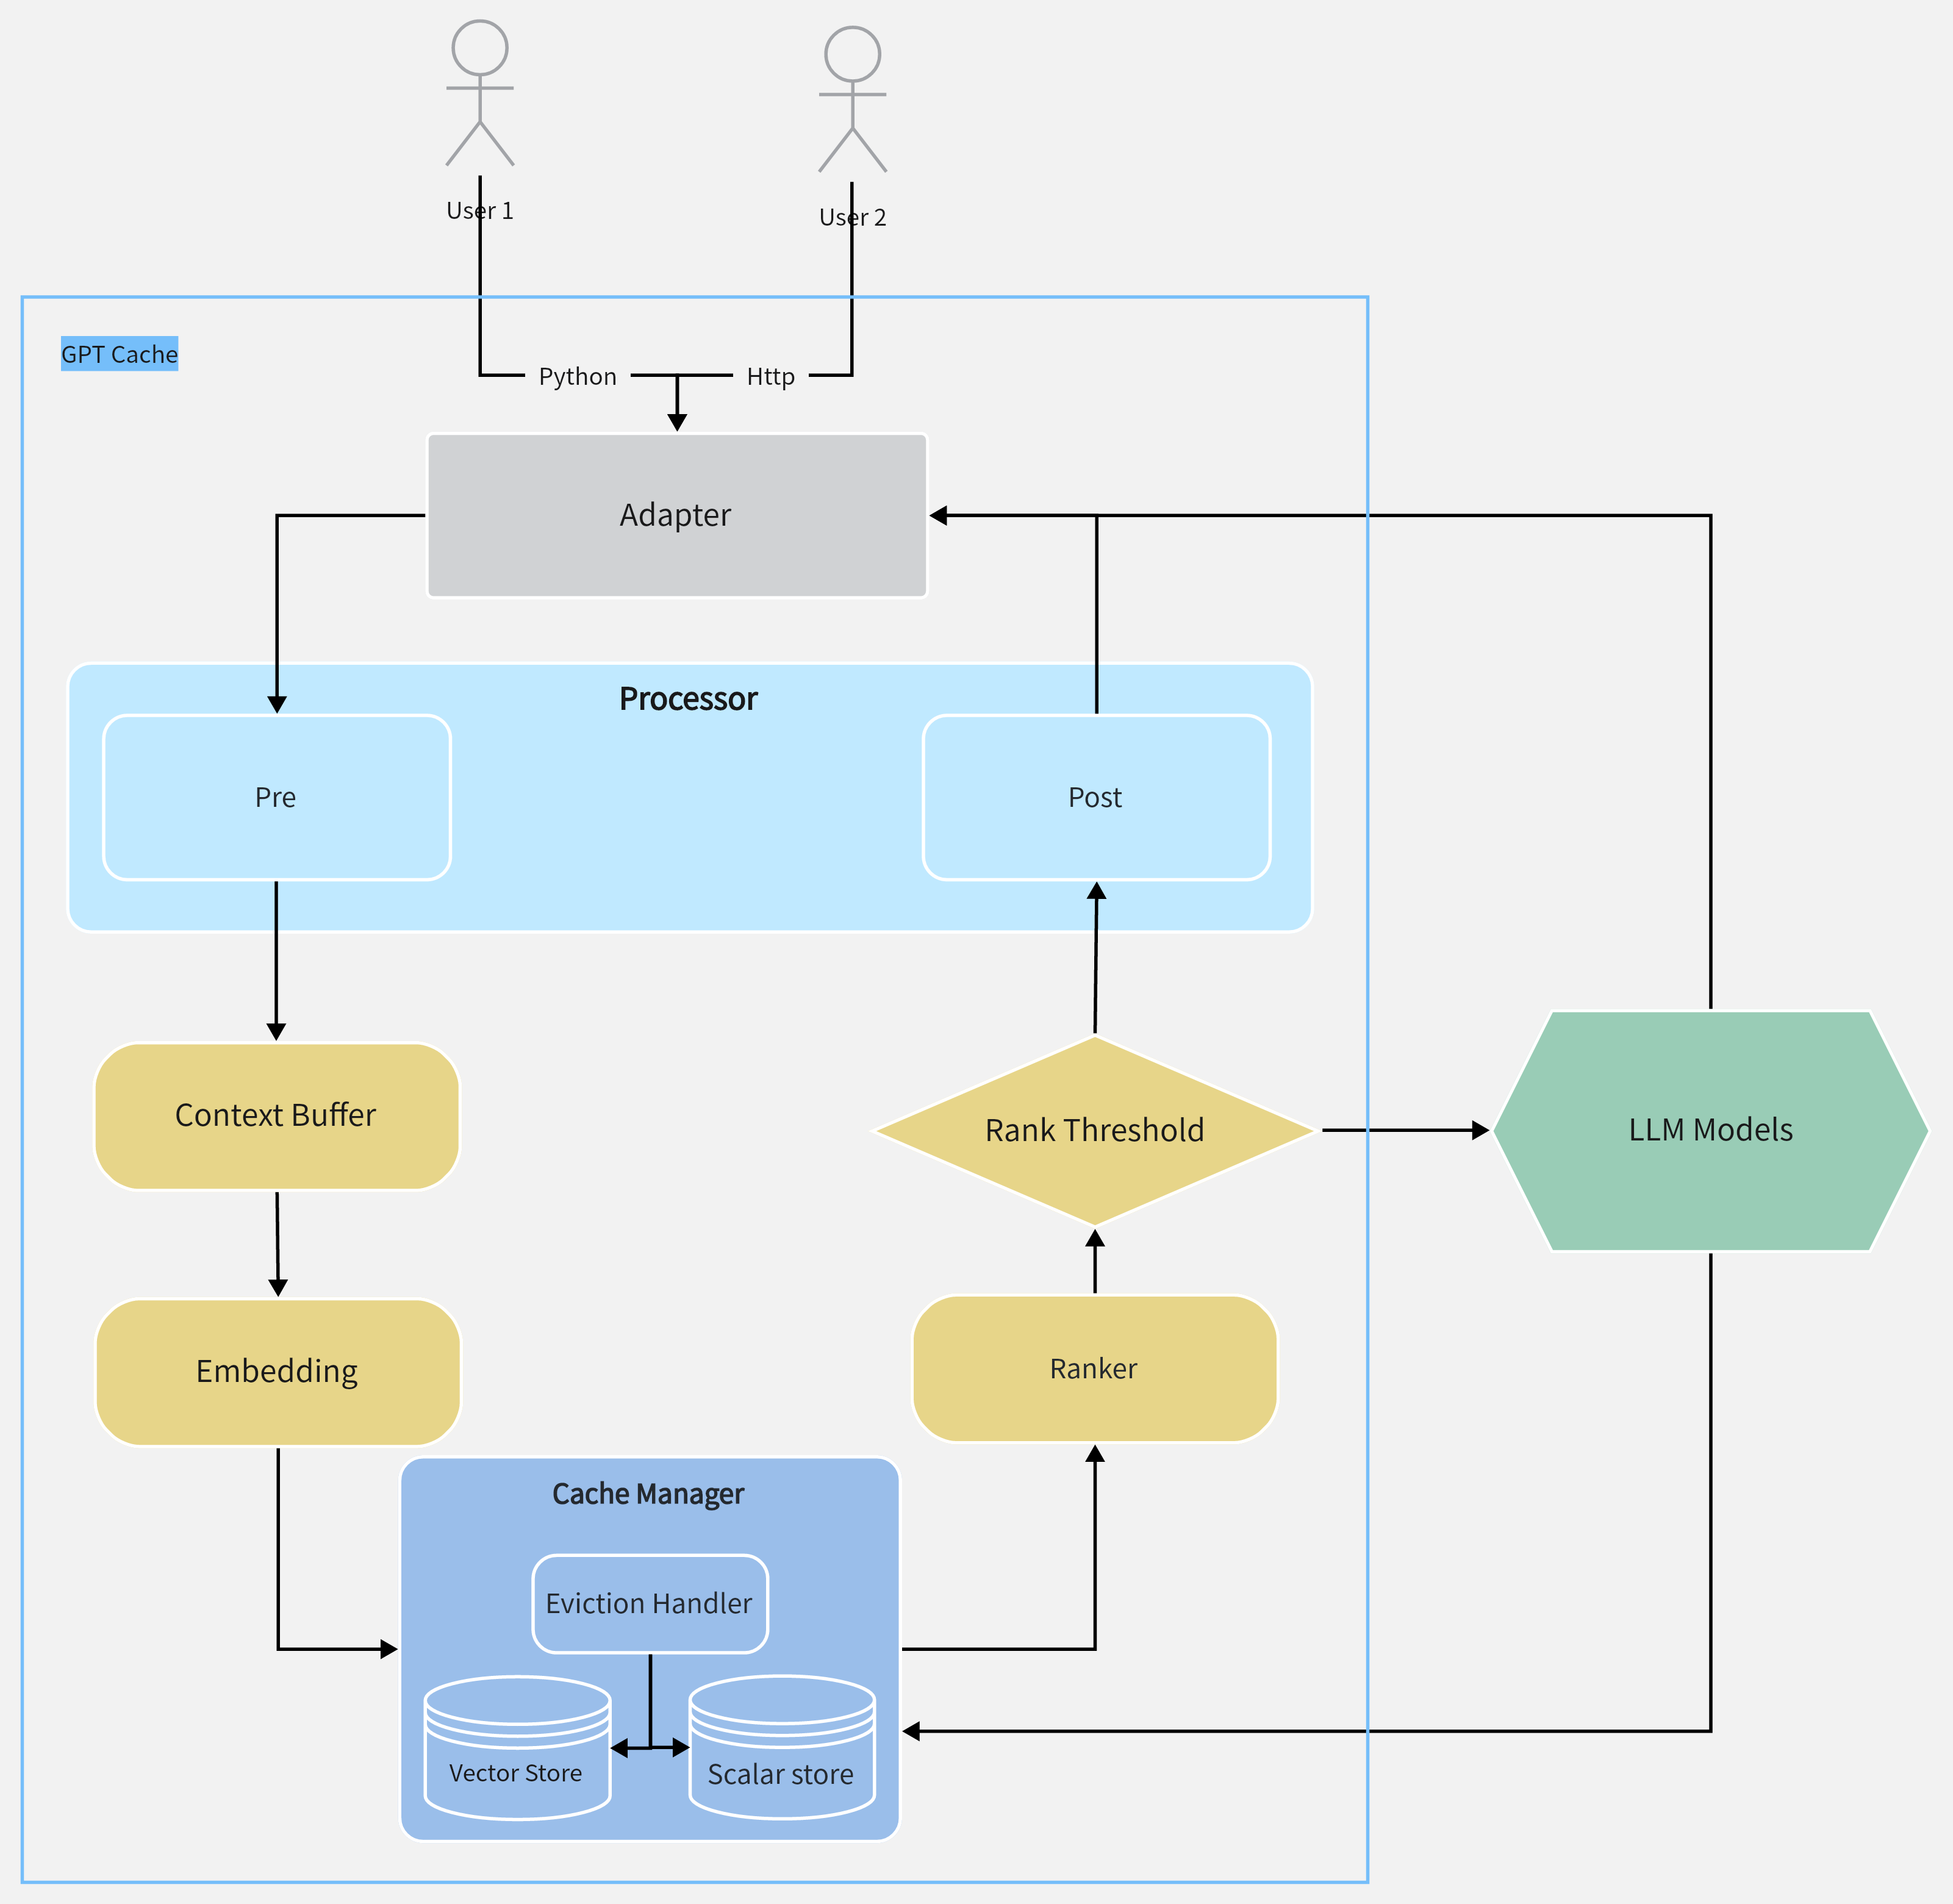 User 1
User 2
GPT Cache
Python
Http
Adapter
Processor
Pre
Post
Context Buffer
Rank Threshold
LLM Models
Embedding
Ranker
Cache Manager
Eviction Handler
Vector Store
Scalar store